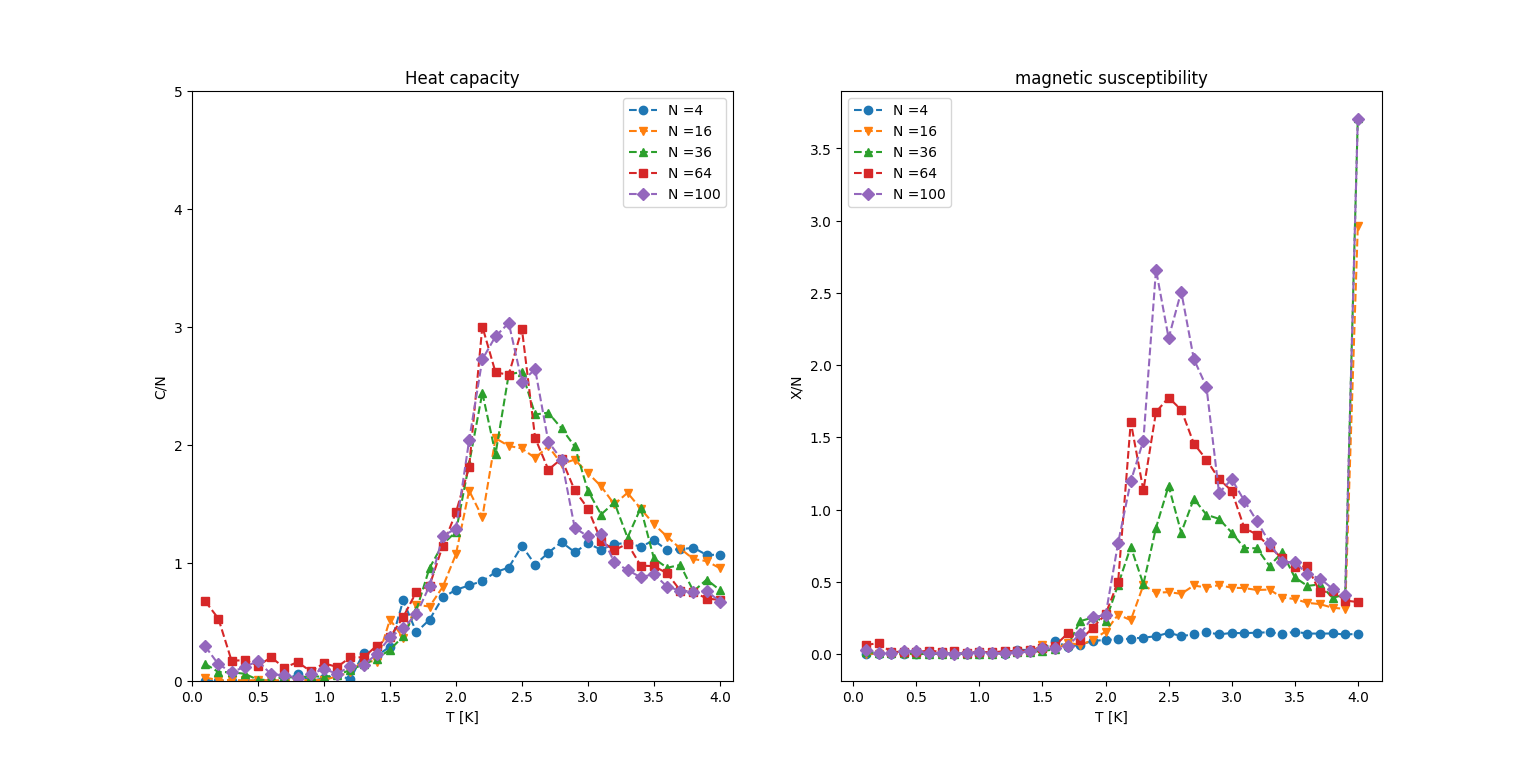 Heat capacity
5
4
3
2
1
0
C/N
0.0 0.5 1.0 1.5 2.0 2.5 3.0 3.5 4.0
T [K]
N =4
N =16
N =36
N =64
N =100
magnetic susceptibility
3.5
3.0
2.5
2.0
1.5
1.0
0.5
0.0
X/N
0.0 0.5 1.0 1.5 2.0 2.5 3.0 3.5 4.0
T [K]
N =4
N =16
N =36
N =64
N =100